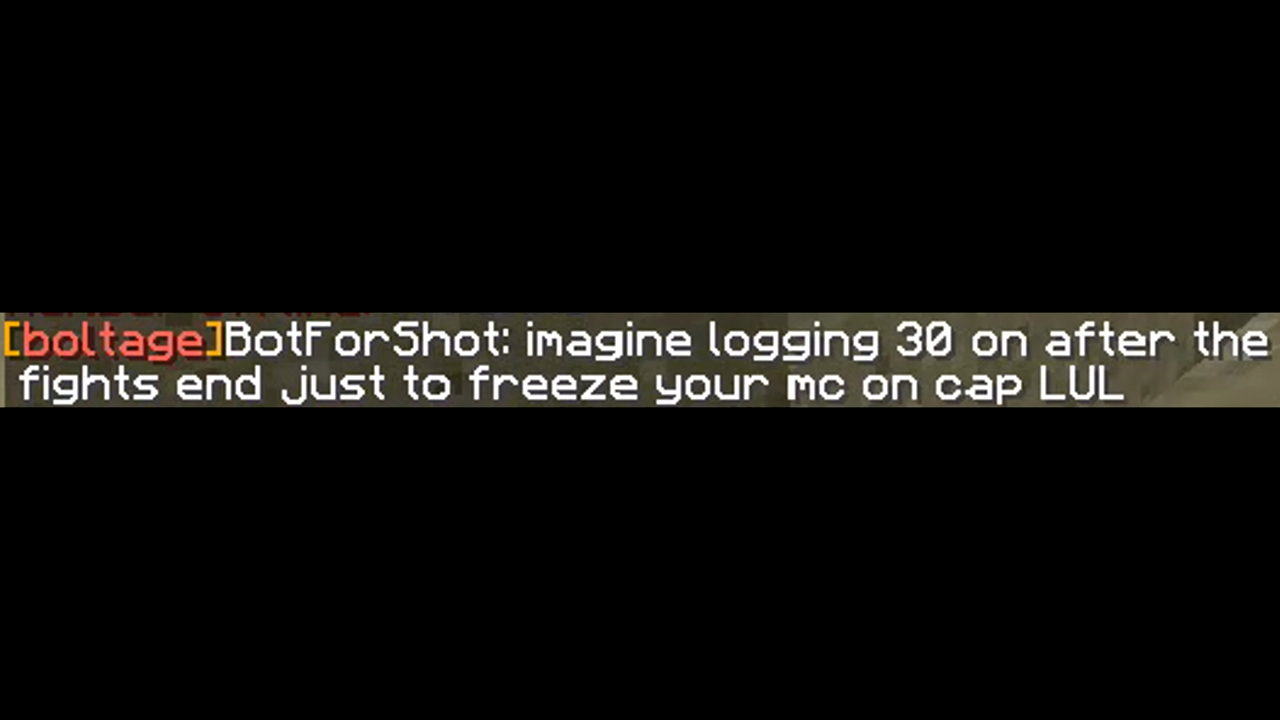 [boltage]BotForShot: imagine logging 30 on after the
fights end just to freeze your mc on cap LUL